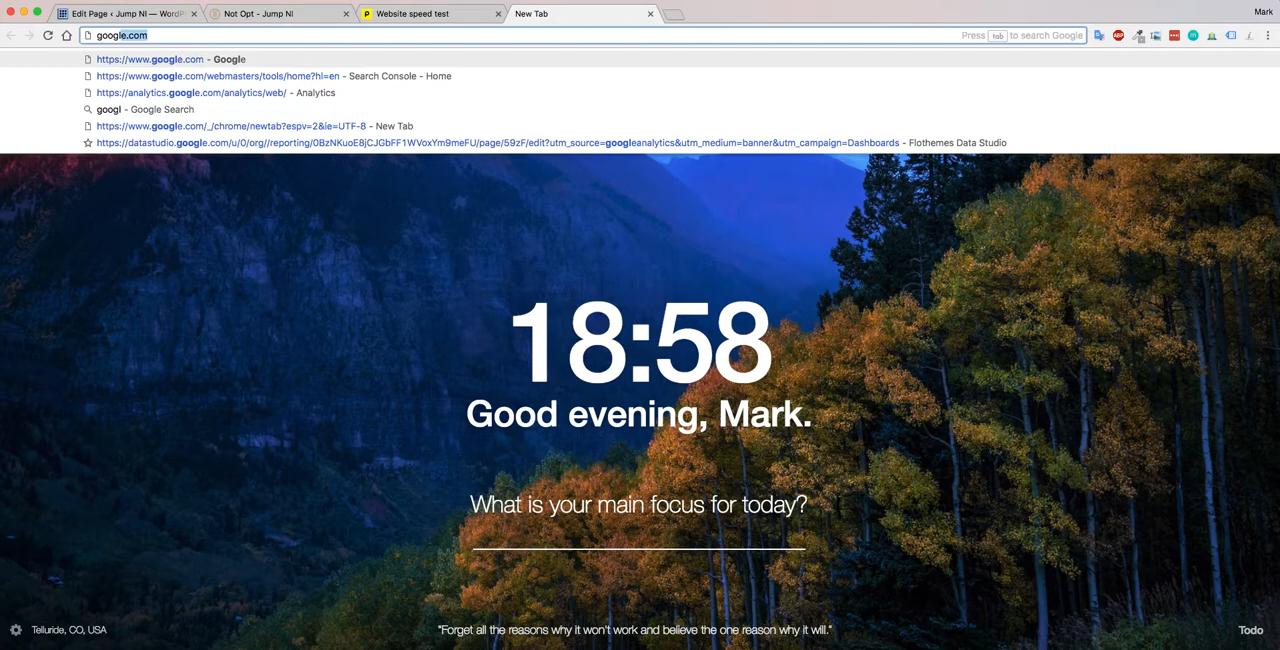 Edit Page ‹ Jump NI — WordPr
Not Opt - Jump NI
Website speed test
New Tab
Mark
google.com
Press tab to search Google
https://www.google.com - Google
https://www.google.com/webmasters/tools/home?hl=en - Search Console - Home
https://analytics.google.com/analytics/web/ - Analytics
googl - Google Search
https://www.google.com/_/chrome/newtab?espv=2&ie=UTF-8 - New Tab
https://datastudio.google.com/u/0/org//reporting/0BzNKuoE8jCJGbFF1WVoxYm9meFU/page/59zF/edit?utm_source=googleanalytics&utm_medium=banner&utm_campaign=Dashboards - Flothemes Data Studio
18:58
Good evening, Mark.
What is your main focus for today?
Telluride, CO, USA
"Forget all the reasons why it won't work and believe the one reason why it will."
Todo